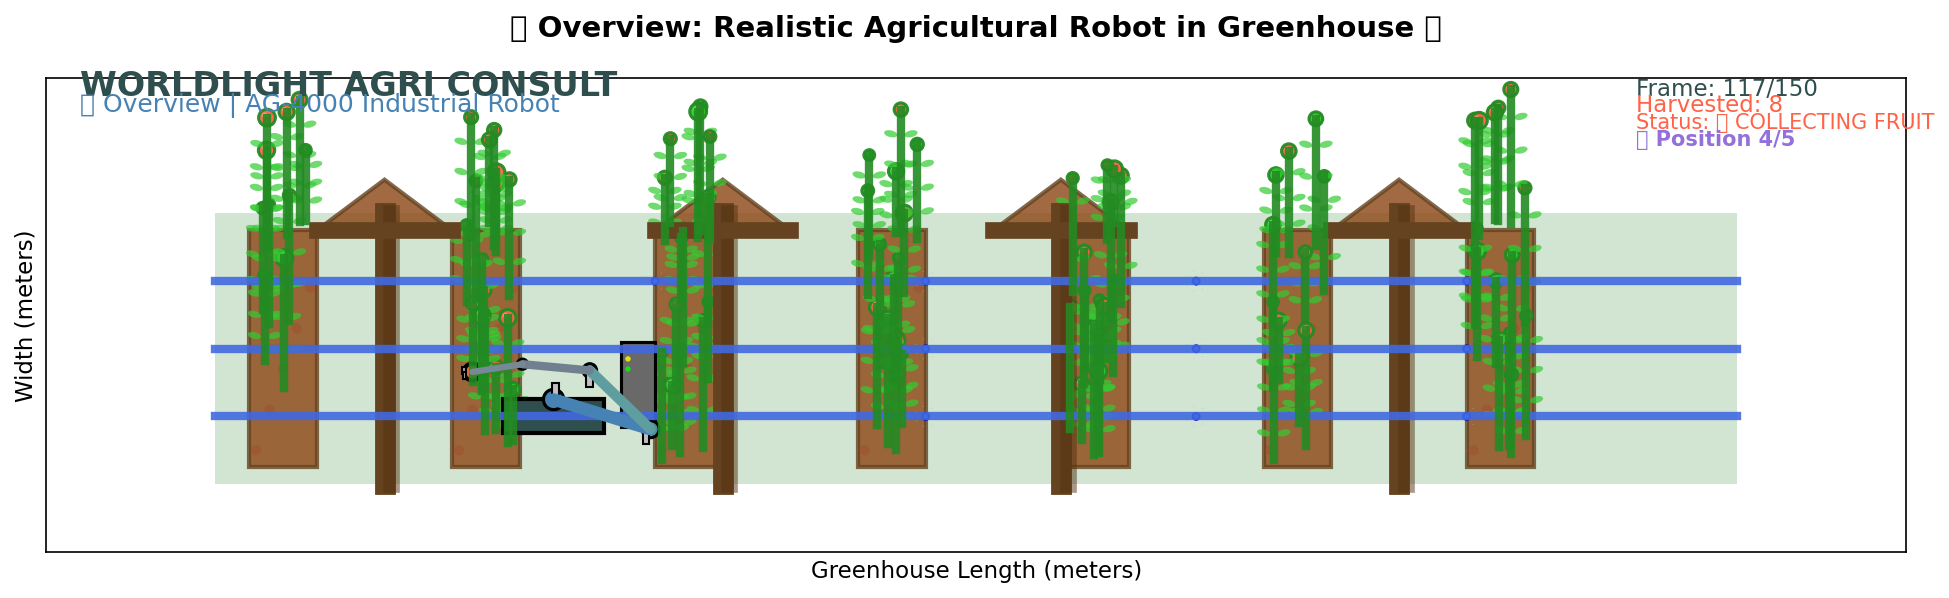 Overview: Realistic Agricultural Robot in Greenhouse
WORLDLIGHT AGRI CONSULT
Overview | AG-4000 Industrial Robot
Frame: 117/150
Harvested: 8
Status: COLLECTING FRUIT
Position 4/5
Width (meters)
Greenhouse Length (meters)